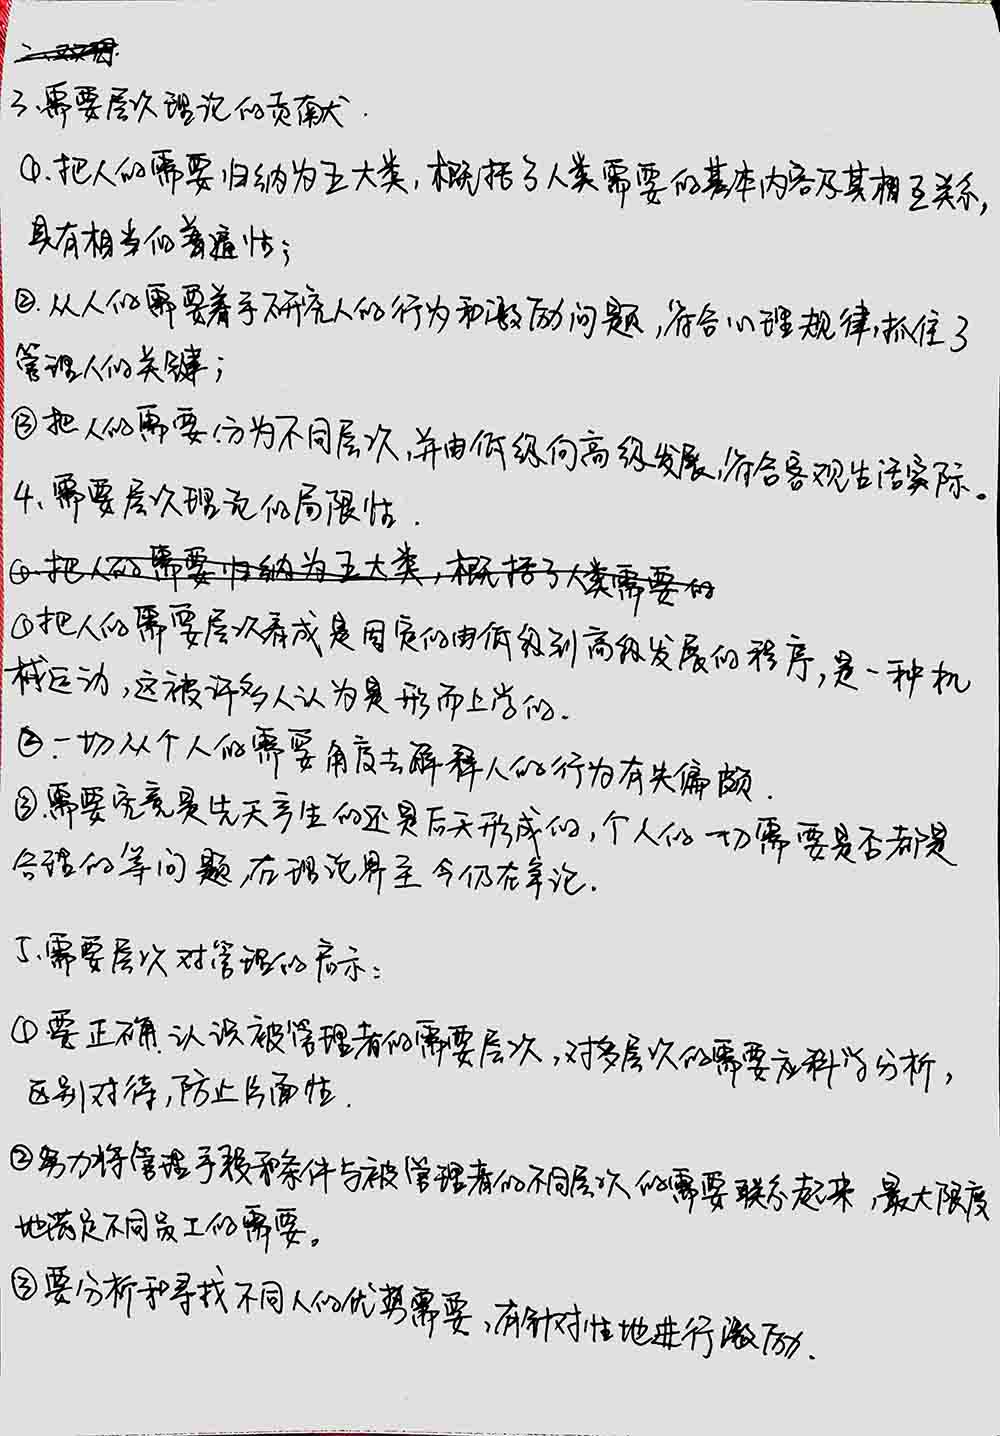 3、需要层次理论的贡献.
①.把人的需要归纳为五大类，概括了人类需要的基本内容及其相互关系，
具有相当的普遍性；
②.从人的需要着手研究人的行为和激励问题，符合心理规律，抓住了
管理人的关键；
③把人的需要分为不同层次，并由低级向高级发展，符合客观生活实际。
4、需要层次理论的局限性.
①.把人的需要归纳为五大类，概括了人类需要的
①把人的需要层次看成是固定的由低级到高级发展的程序，是一种机
械运动，这被许多人认为是形而上学的.
②.一切从个人的需要角度去解释人的行为有失偏颇.
③.需要究竟是先天产生的还是后天形成的，个人的一切需要是否都是
合理的等问题，在理论界至今仍在争论.
5、需要层次对管理的启示：
①要正确认识被管理者的需要层次，对多层次的需要应科学分析，
区别对待，防止片面性.
②努力将管理手段和条件与被管理者的不同层次的需要联系起来，最大限度
地满足不同员工的需要。
③要分析和寻找不同人的优势需要，有针对性地进行激励.